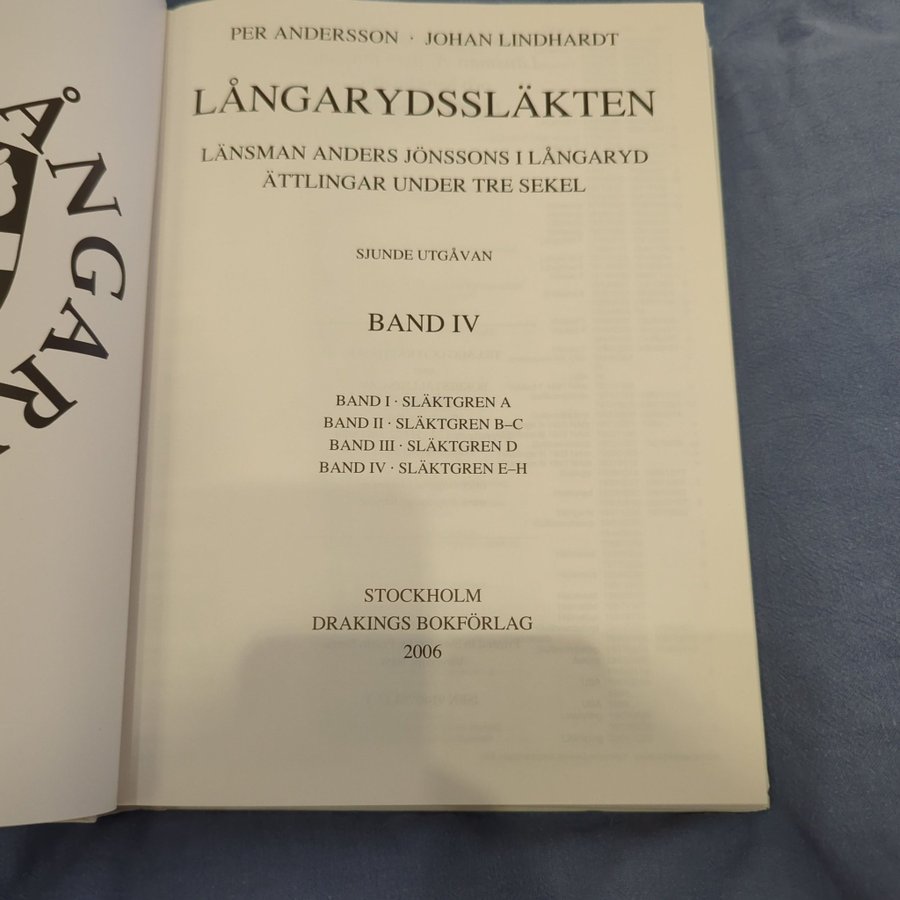 ÅNGARY
PER ANDERSSON · JOHAN LINDHARDT
LÅNGARYDSSLÄKTEN
LÄNSMAN ANDERS JÖNSSONS I LÅNGARYD
ÄTTLINGAR UNDER TRE SEKEL
SJUNDE UTGÅVAN
BAND IV
BAND I · SLÄKTGREN A
BAND II · SLÄKTGREN B–C
BAND III · SLÄKTGREN D
BAND IV · SLÄKTGREN E–H
STOCKHOLM
DRAKINGS BOKFÖRLAG
2006